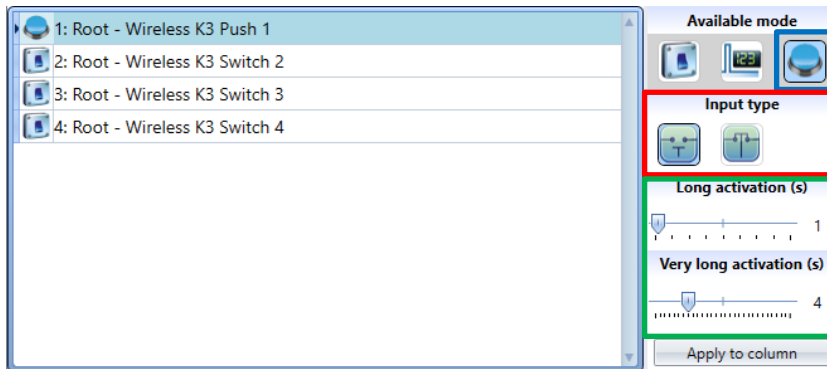 1: Root - Wireless K3 Push 1
2: Root - Wireless K3 Switch 2
3: Root - Wireless K3 Switch 3
4: Root - Wireless K3 Switch 4
Available mode
123
Input type
Long activation (s)
1
Very long activation (s)
4
Apply to column